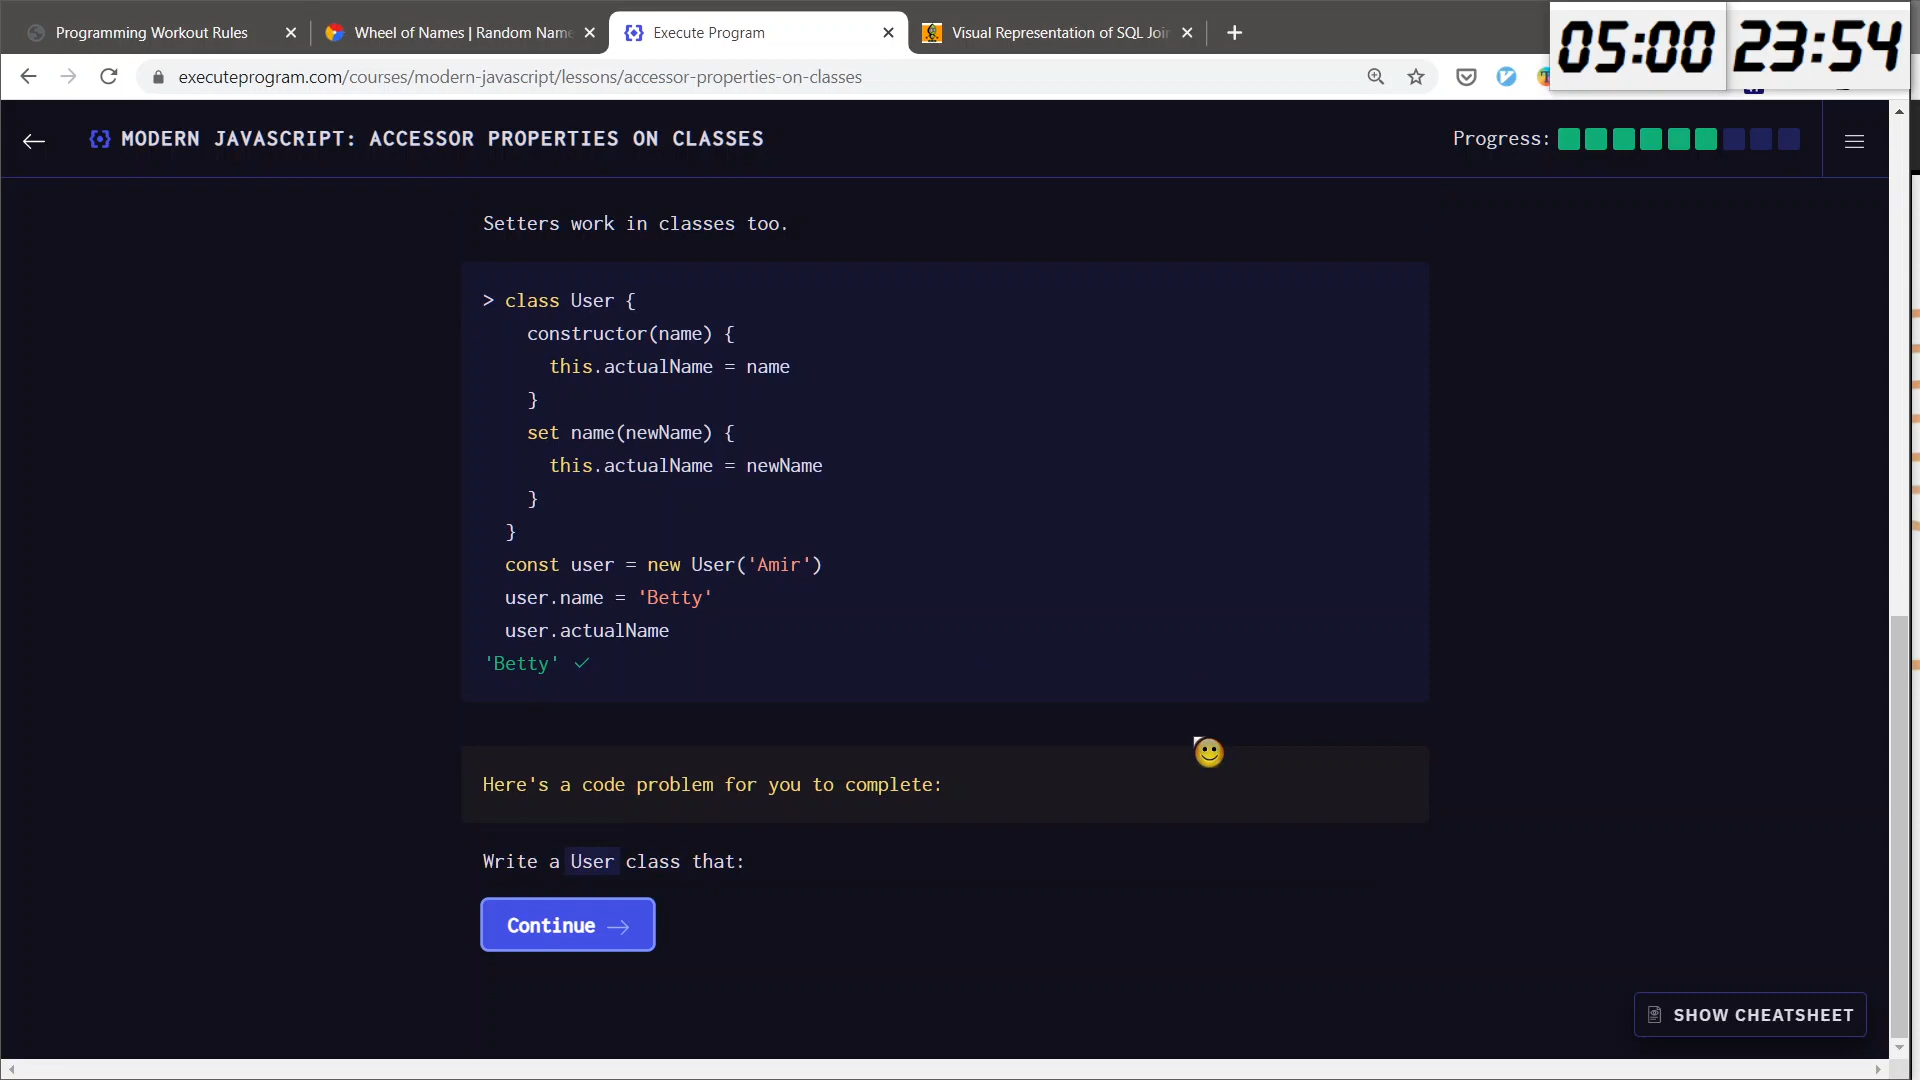 Programming Workout Rules
Wheel of Names | Random Name
Execute Program
Visual Representation of SQL Join
05:00
23:54
executeprogram.com/courses/modern-javascript/lessons/accessor-properties-on-classes
MODERN JAVASCRIPT: ACCESSOR PROPERTIES ON CLASSES
Progress:
Setters work in classes too.
> class User {
constructor(name) {
this.actualName = name
}
set name(newName) {
this.actualName = newName
}
}
const user = new User('Amir')
user.name = 'Betty'
user.actualName
'Betty' ✓
Here's a code problem for you to complete:
Write a User class that:
Continue →
SHOW CHEATSHEET